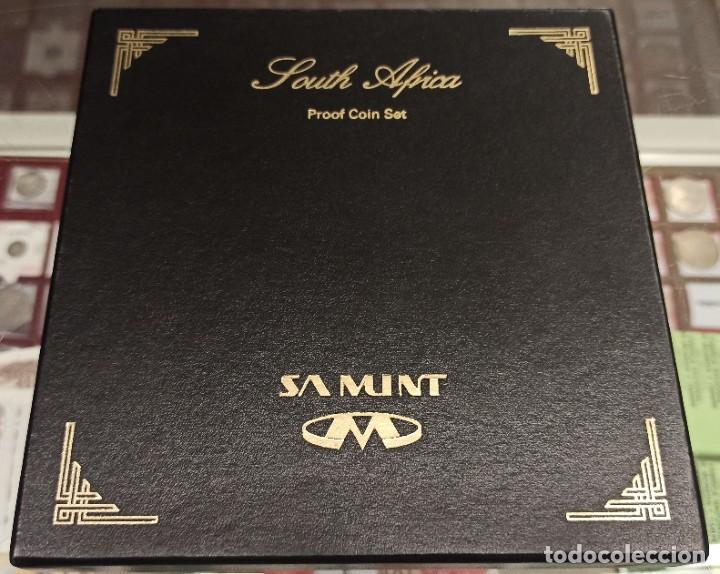 South Africa
Proof Coin Set
SA MINT
todocoleccion